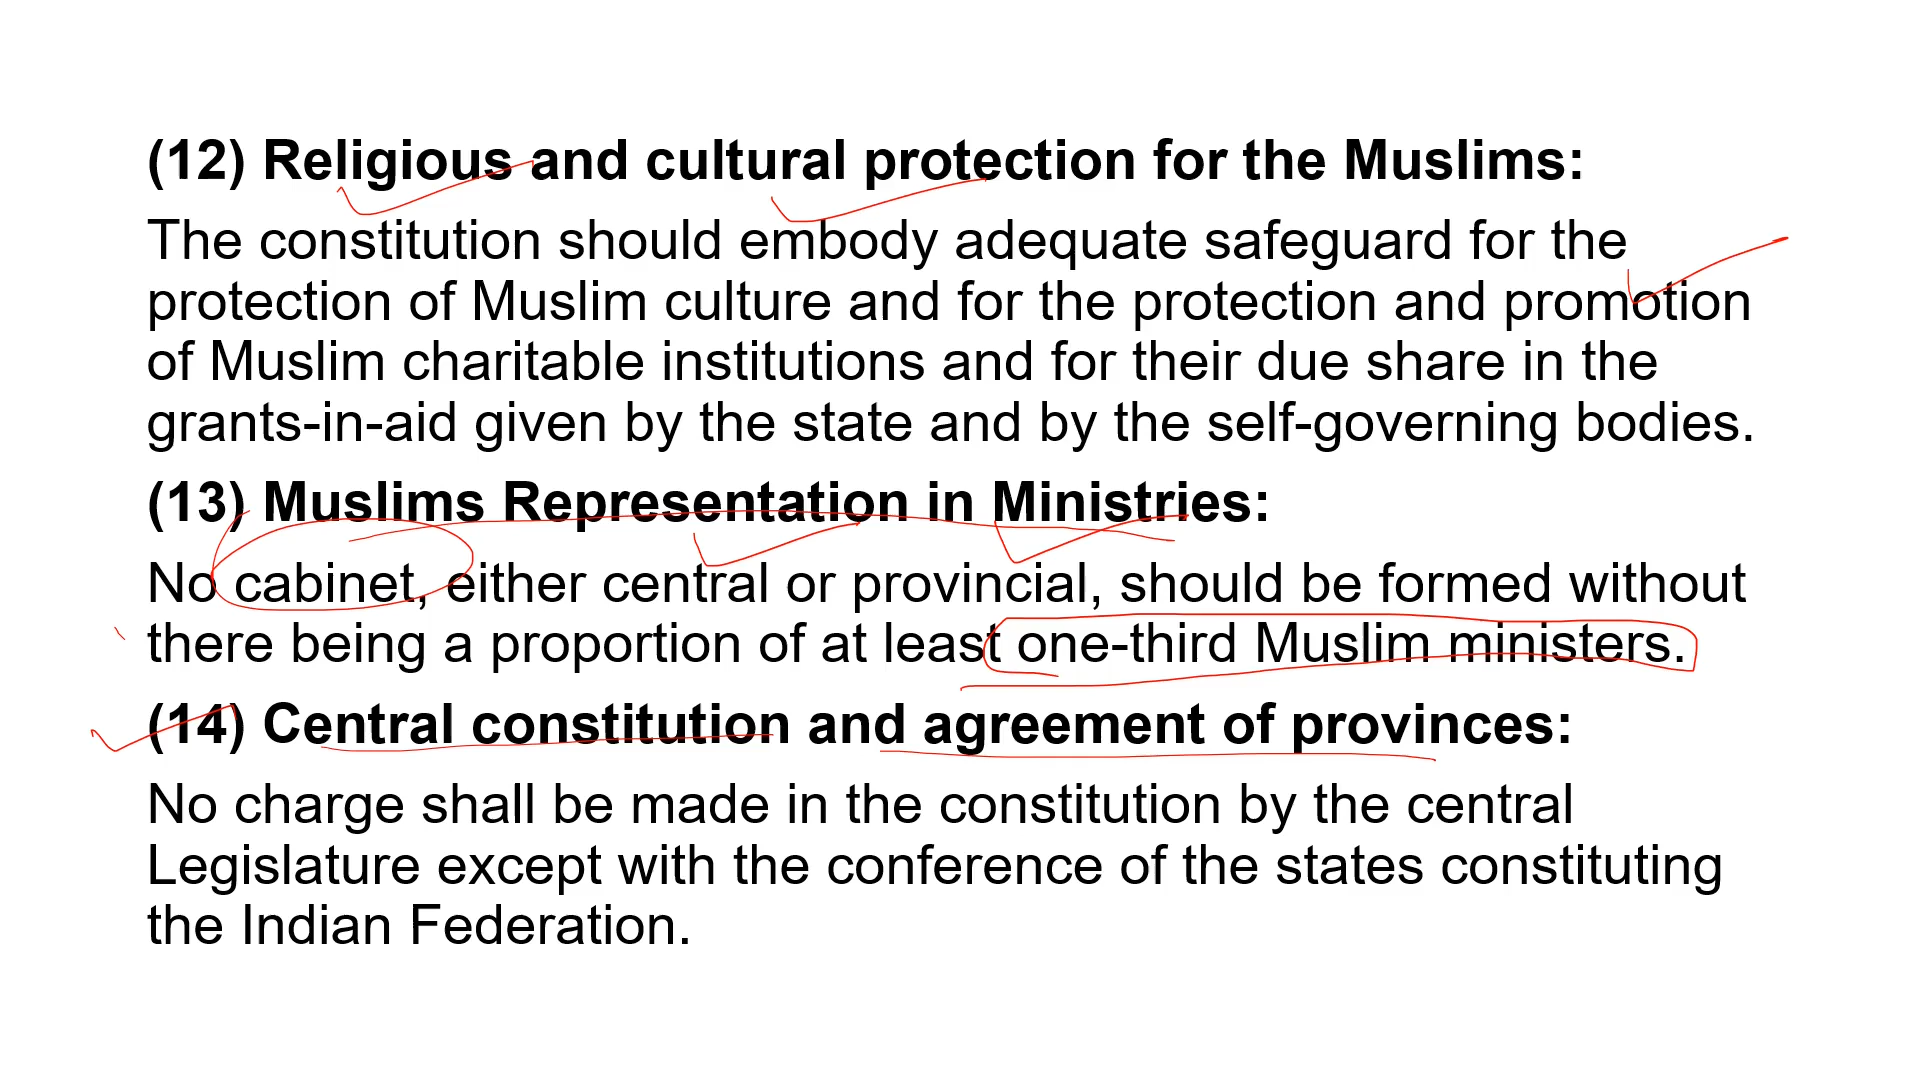 (12) Religious and cultural protection for the Muslims:
The constitution should embody adequate safeguard for the
protection of Muslim culture and for the protection and promotion
of Muslim charitable institutions and for their due share in the
grants-in-aid given by the state and by the self-governing bodies.
(13) Muslims Representation in Ministries:
No cabinet, either central or provincial, should be formed without
there being a proportion of at least one-third Muslim ministers.
(14) Central constitution and agreement of provinces:
No charge shall be made in the constitution by the central
Legislature except with the conference of the states constituting
the Indian Federation.